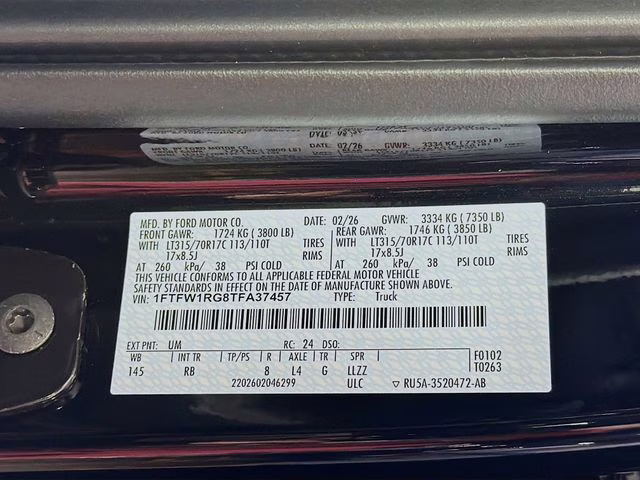 MFD. BY FORD MOTOR CO. DATE: 02/26 GVWR: 3334 KG ( 7350 LB)
FRONT GAWR: 1724 KG ( 3800 LB) REAR GAWR: 1746 KG ( 3850 LB)
WITH LT315/70R17C 113/110T TIRES WITH LT315/70R17C 113/110T TIRES
17x8.5J RIMS 17x8.5J RIMS
AT 260 kPa/ 38 PSI COLD AT 260 kPa/ 38 PSI COLD
THIS VEHICLE CONFORMS TO ALL APPLICABLE FEDERAL MOTOR VEHICLE
SAFETY STANDARDS IN EFFECT ON THE DATE OF MANUFACTURE SHOWN ABOVE.
VIN: 1FTFW1RG8TFA37457 TYPE: Truck
EXT PNT: UM RC: 24 DSO:
WB INT TR TP/PS R AXLE TR SPR F0102
145 RB 8 L4 G LLZZ T0263
2202602046299 ULC RU5A-3520472-AB